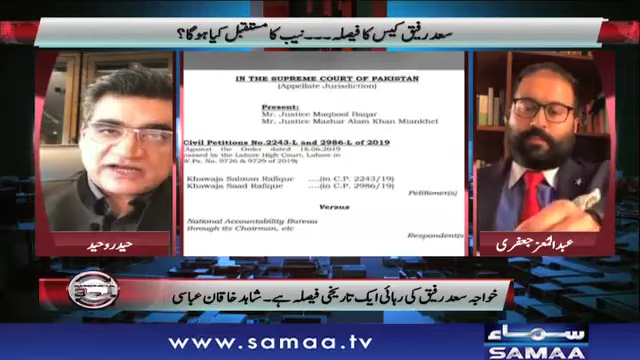 سعد رفیق کیس کا فیصلہ۔۔۔ نیب کا مستقبل کیا ہوگا؟
IN THE SUPREME COURT OF PAKISTAN
(Appellate Jurisdiction)
Present:
Mr. Justice Maqbool Baqar
Mr. Justice Mazhar Alam Khan Miankhel
Civil Petitions No.2243-L and 2986-L of 2019
(Against the Order dated 18.06.2019
passed by the Lahore High Court, Lahore in
W.Ps. No. 9726 & 9729 of 2019)
Khawaja Salman Rafique ....(in C.P. 2243/19)
Khawaja Saad Rafique ....(in C.P. 2986/19)
Petitioner(s)
Versus
National Accountability Bureau
through its Chairman, etc
Respondent(s)
حیدر وحید
عبدالمعز جعفری
خواجہ سعد رفیق کی رہائی ایک تاریخی فیصلہ ہے۔ شاہد خاقان عباسی
www.samaa.tv
سماء
SAMAA